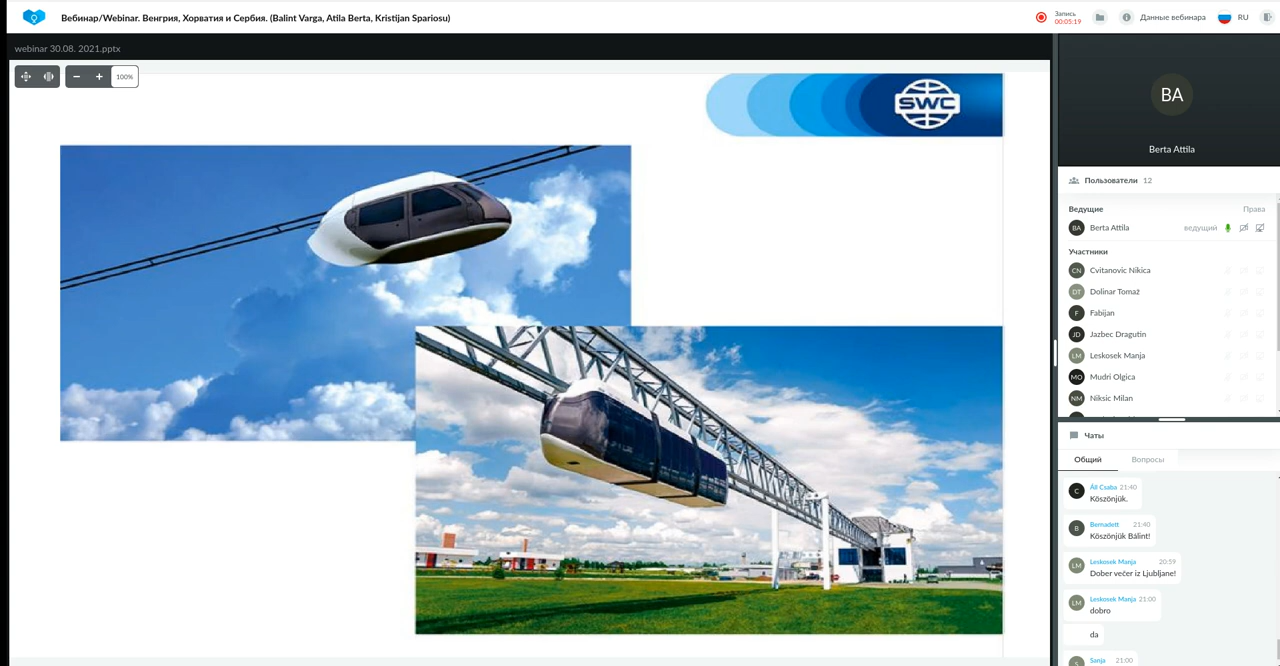 Вебинар/Webinar. Венгрия, Хорватия и Сербия. (Balint Varga, Atila Berta, Kristijan Spariosu)
Запись
00:05:19
Данные вебинара
RU
webinar 30.08. 2021.pptx
100%
SWC
BA
Berta Attila
Пользователи 12
Ведущие Права
BA Berta Attila ведущий
Участники
CN Cvitanovic Nikica
DT Dolinar Tomaž
F Fabijan
JD Jazbec Dragutin
LM Leskosek Manja
MO Mudri Olgica
NM Niksic Milan
Чаты
Общий Вопросы
C Áll Csaba 21:40
Köszönjük.
B Bernadett 21:40
Köszönjük Bálint!
LM Leskosek Manja 20:59
Dober večer iz Ljubljane!
LM Leskosek Manja 21:00
dobro
da
S Sanja 21:00